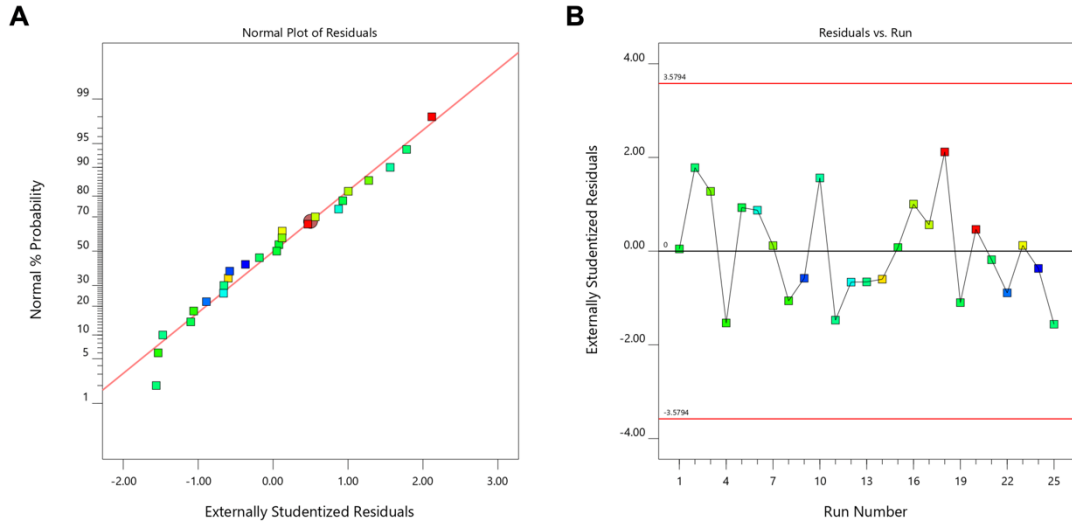 A
Normal Plot of Residuals
Normal % Probability
99
95
90
80
70
50
30
20
10
5
1
-2.00 -1.00 0.00 1.00 2.00 3.00
Externally Studentized Residuals
B
Residuals vs. Run
Externally Studentized Residuals
4.00
3.5794
2.00
0
0.00
-2.00
-3.5794
-4.00
1 4 7 10 13 16 19 22 25
Run Number